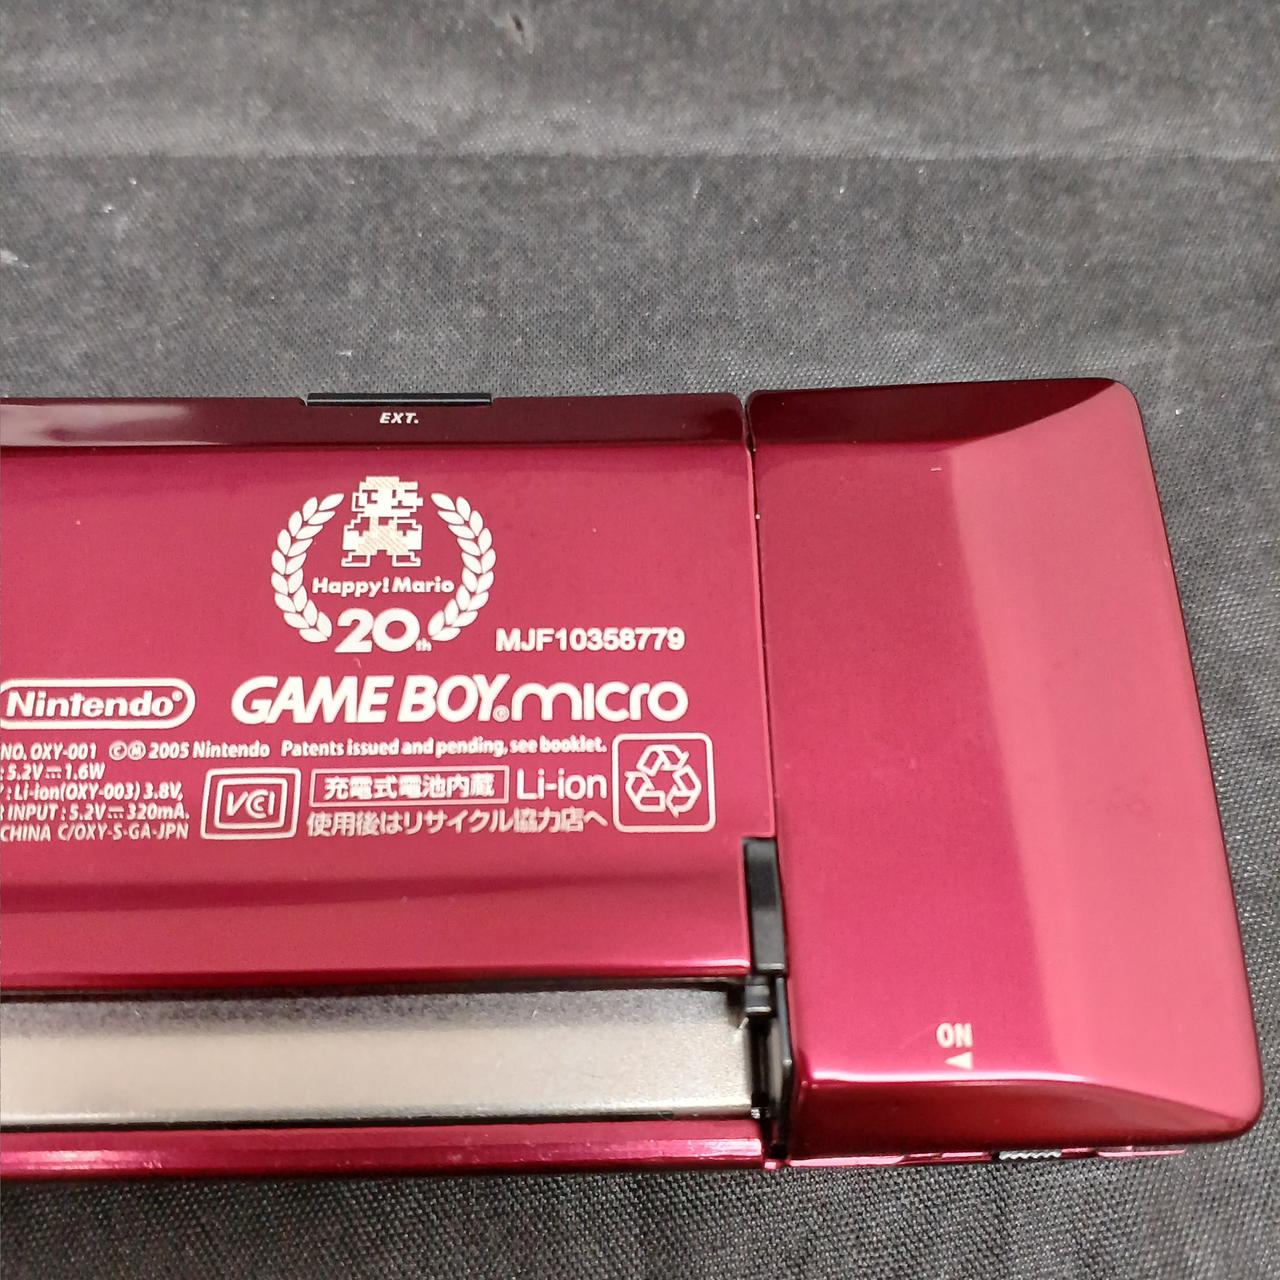 EXT.
Happy! Mario
20th
MJF10358779
Nintendo®
GAME BOY® micro
NO. OXY-001 ©Ⓜ 2005 Nintendo Patents issued and pending, see booklet.
: 5.2V⎓1.6W
: Li-ion(OXY-003) 3.8V,
INPUT : 5.2V⎓320mA.
CHINA C/OXY-S-GA-JPN
VCI
充電式電池内蔵 Li-ion
使用後はリサイクル協力店へ
ON